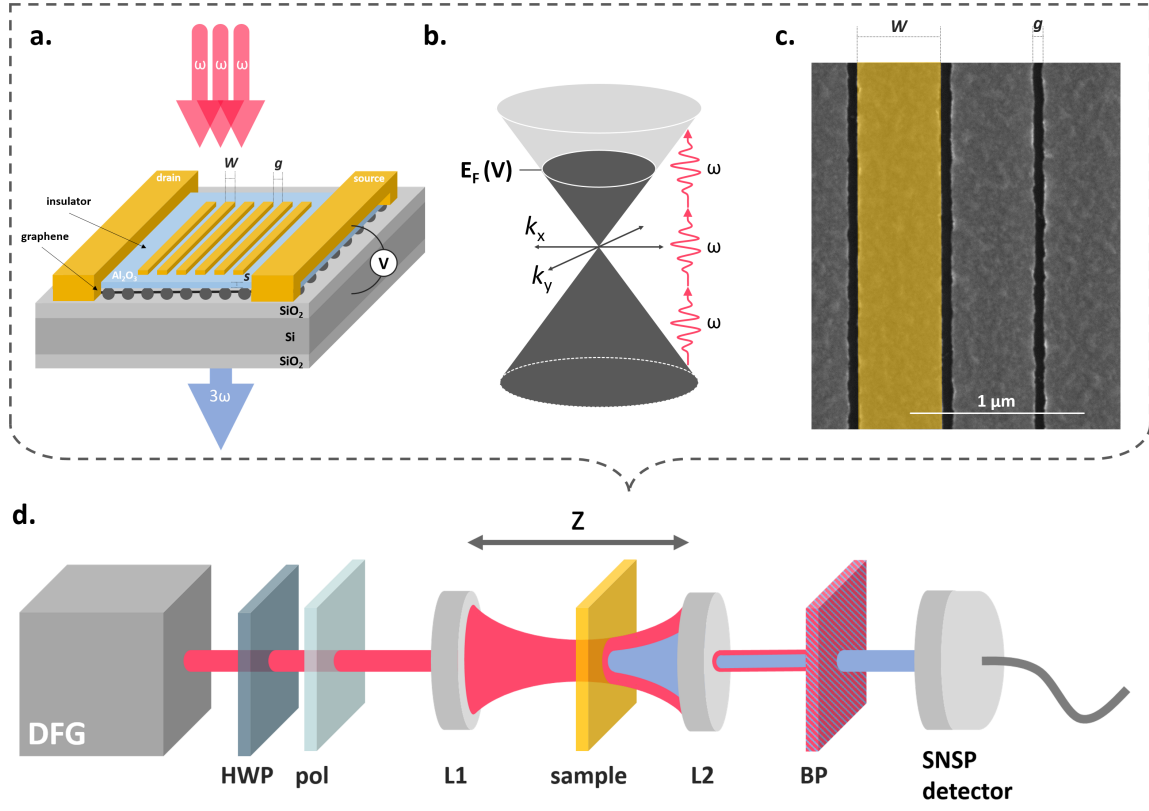 a.
ω ω ω
W
g
drain
source
insulator
graphene
Al₂O₃
s
V
SiO₂
Si
SiO₂
3ω
b.
E_F (V)
k_x
k_y
ω
ω
ω
c.
W
g
1 µm
d.
Z
DFG
HWP
pol
L1
sample
L2
BP
SNSP
detector